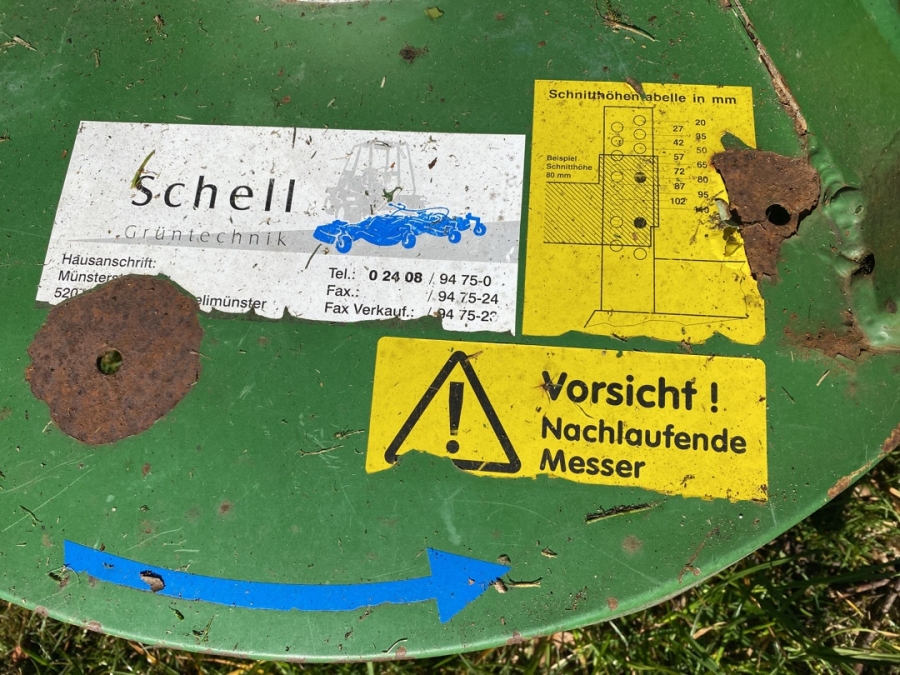 Schell
Grüntechnik
Hausanschrift:
Tel.: 0 24 08 / 94 75-0
Fax.: / 94 75-24
Fax Verkauf.: / 94 75-23
Schnitthöhentabelle in mm
Beispiel
Schnitthöhe
80 mm
20
27
35
42
50
57
65
72
80
87
95
102
110
Vorsicht !
Nachlaufende
Messer